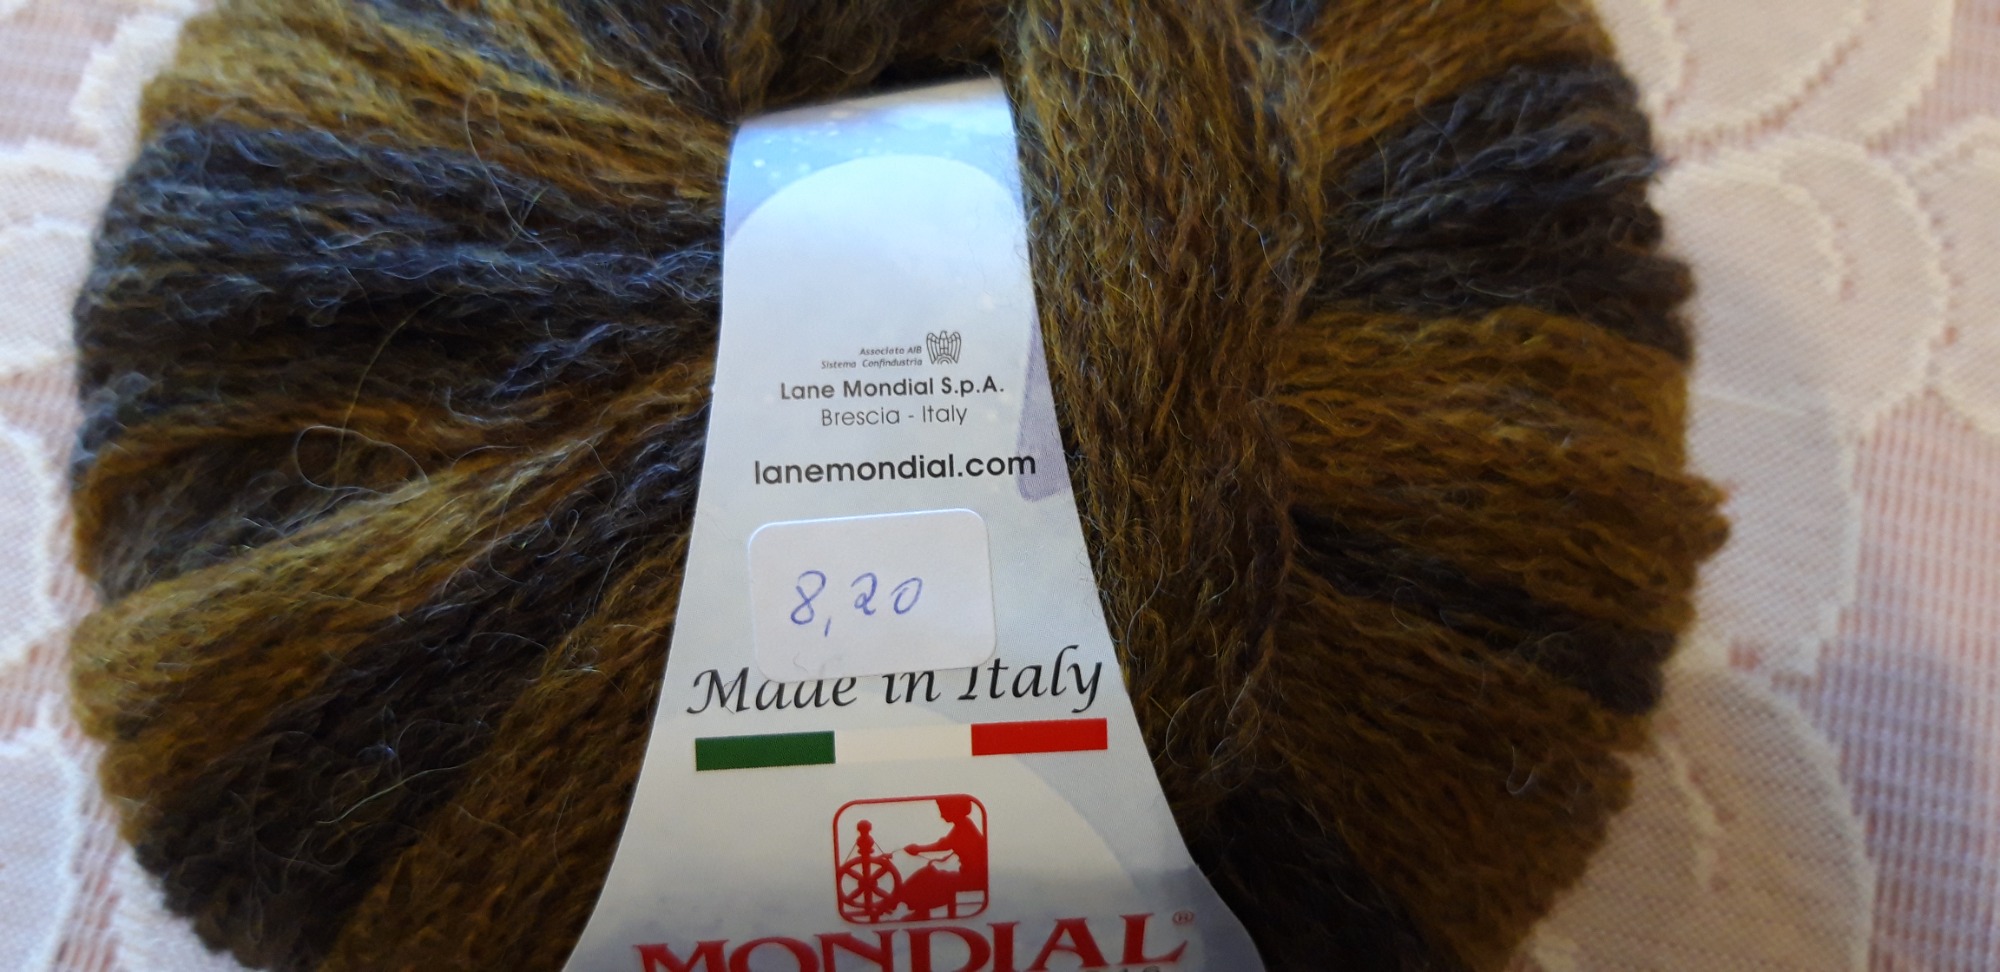 Associato AIB
Sistema Confindustria
Lane Mondial S.p.A.
Brescia - Italy
lanemondial.com
8,20
Made in Italy
MONDIAL®